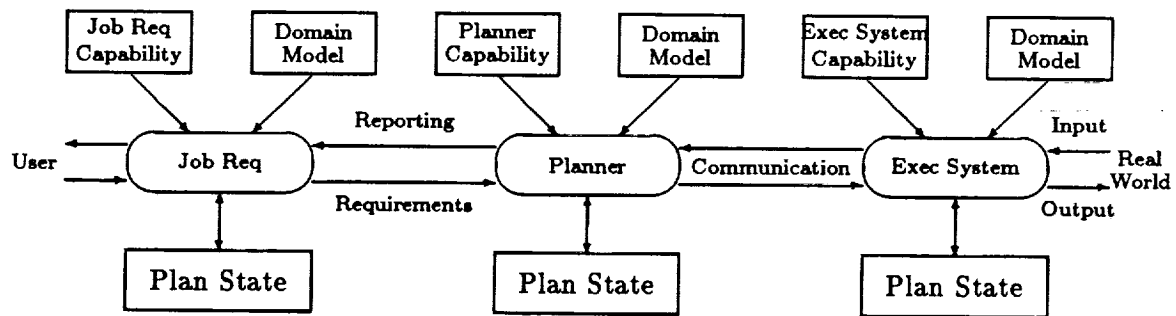 Job Req
Capability
Domain
Model
Planner
Capability
Domain
Model
Exec System
Capability
Domain
Model
Reporting
Input
User
Job Req
Planner
Communication
Exec System
Real
World
Requirements
Output
Plan State
Plan State
Plan State